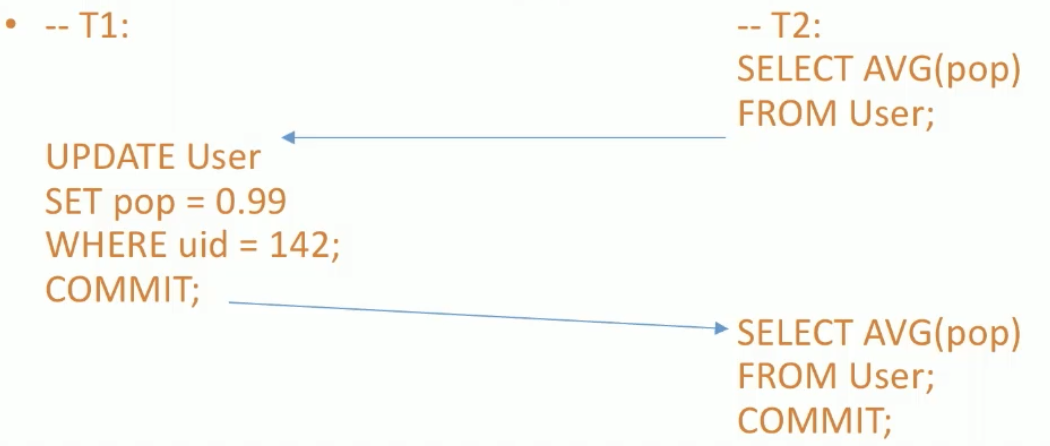 • -- T1:
-- T2:
SELECT AVG(pop)
FROM User;
UPDATE User
SET pop = 0.99
WHERE uid = 142;
COMMIT;
SELECT AVG(pop)
FROM User;
COMMIT;